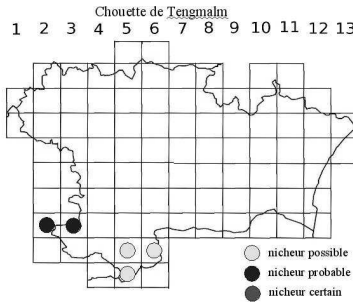 Chouette de Tengmalm
1 2 3 4 5 6 7 8 9 10 11 12 13
nicheur possible
nicheur probable
nicheur certain